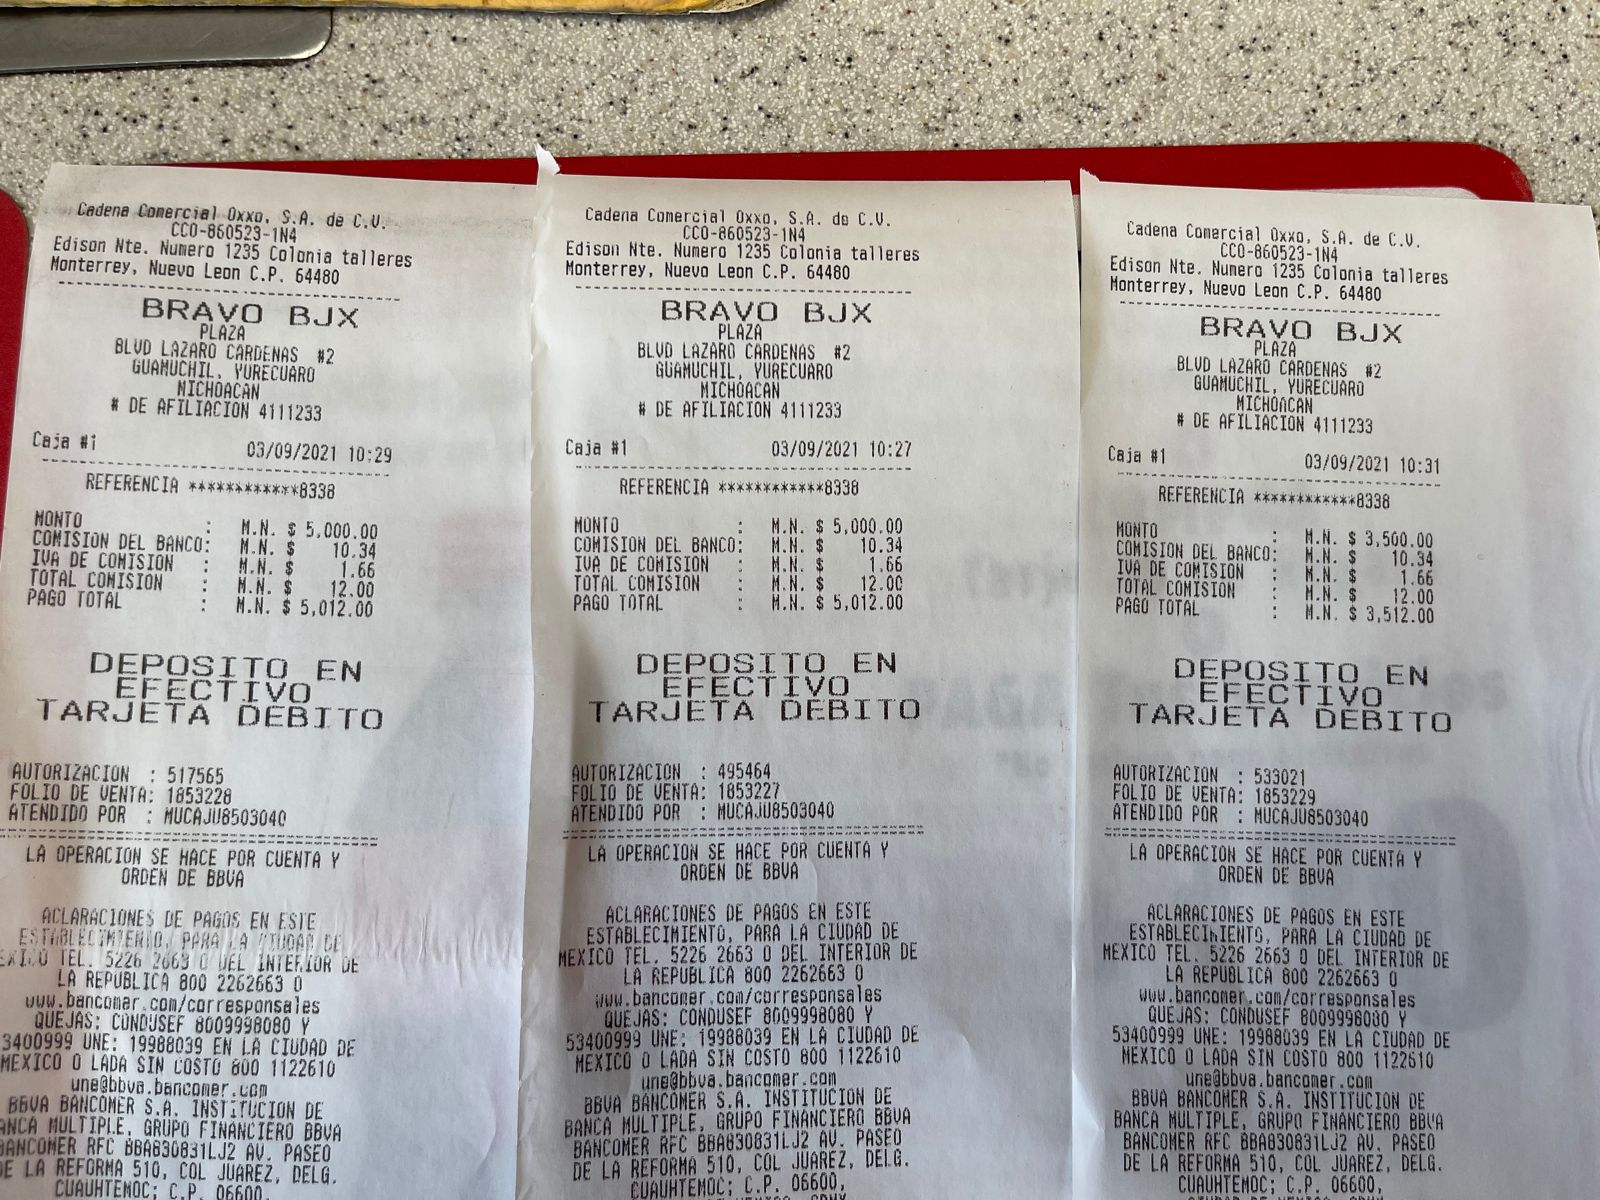 Cadena Comercial Oxxo, S.A. de C.V.
CCO-860523-1N4
Edison Nte. Numero 1235 Colonia talleres
Monterrey, Nuevo Leon C.P. 64480
BRAVO BJX
PLAZA
BLVD LAZARO CARDENAS #2
GUAMUCHIL, YURECUARO
MICHOACAN
# DE AFILIACION 4111233
Caja #1 03/09/2021 10:29
REFERENCIA ************8338
MONTO : M.N. $ 5,000.00
COMISION DEL BANCO: M.N. $ 10.34
IVA DE COMISION : M.N. $ 1.66
TOTAL COMISION : M.N. $ 12.00
PAGO TOTAL : M.N. $ 5,012.00
DEPOSITO EN
EFECTIVO
TARJETA DEBITO
AUTORIZACION : 517565
FOLIO DE VENTA: 1853228
ATENDIDO POR : MUCAJU8503040
LA OPERACION SE HACE POR CUENTA Y
ORDEN DE BBVA
ACLARACIONES DE PAGOS EN ESTE
ESTABLECIMIENTO, PARA LA CIUDAD DE
MEXICO TEL. 5226 2663 O DEL INTERIOR DE
LA REPUBLICA 800 2262663 O
www.bancomer.com/corresponsales
QUEJAS: CONDUSEF 8009998080 Y
3400999 UNE: 19988039 EN LA CIUDAD DE
MEXICO O LADA SIN COSTO 800 1122610
une@bbva.bancomer.com
BBVA BANCOMER S.A. INSTITUCION DE
BANCA MULTIPLE, GRUPO FINANCIERO BBVA
BANCOMER RFC BBA830831LJ2 AV. PASEO
DE LA REFORMA 510, COL JUAREZ, DELG.
CUAUHTEMOC; C.P. 06600,
Cadena Comercial Oxxo, S.A. de C.V.
CCO-860523-1N4
Edison Nte. Numero 1235 Colonia talleres
Monterrey, Nuevo Leon C.P. 64480
BRAVO BJX
PLAZA
BLVD LAZARO CARDENAS #2
GUAMUCHIL, YURECUARO
MICHOACAN
# DE AFILIACION 4111233
Caja #1 03/09/2021 10:27
REFERENCIA ************8338
MONTO : M.N. $ 5,000.00
COMISION DEL BANCO: M.N. $ 10.34
IVA DE COMISION : M.N. $ 1.66
TOTAL COMISION : M.N. $ 12.00
PAGO TOTAL : M.N. $ 5,012.00
DEPOSITO EN
EFECTIVO
TARJETA DEBITO
AUTORIZACION : 495464
FOLIO DE VENTA: 1853227
ATENDIDO POR : MUCAJU8503040
LA OPERACION SE HACE POR CUENTA Y
ORDEN DE BBVA
ACLARACIONES DE PAGOS EN ESTE
ESTABLECIMIENTO, PARA LA CIUDAD DE
MEXICO TEL. 5226 2663 O DEL INTERIOR DE
LA REPUBLICA 800 2262663 O
www.bancomer.com/corresponsales
QUEJAS: CONDUSEF 8009998080 Y
53400999 UNE: 19988039 EN LA CIUDAD DE
MEXICO O LADA SIN COSTO 800 1122610
une@bbva.bancomer.com
BBVA BANCOMER S.A. INSTITUCION DE
BANCA MULTIPLE, GRUPO FINANCIERO BBVA
BANCOMER RFC BBA830831LJ2 AV. PASEO
DE LA REFORMA 510, COL JUAREZ, DELG.
CUAUHTEMOC; C.P. 06600,
Cadena Comercial Oxxo, S.A. de C.V.
CCO-860523-1N4
Edison Nte. Numero 1235 Colonia talleres
Monterrey, Nuevo Leon C.P. 64480
BRAVO BJX
PLAZA
BLVD LAZARO CARDENAS #2
GUAMUCHIL, YURECUARO
MICHOACAN
# DE AFILIACION 4111233
Caja #1 03/09/2021 10:31
REFERENCIA ************8338
MONTO : M.N. $ 3,500.00
COMISION DEL BANCO: M.N. $ 10.34
IVA DE COMISION : M.N. $ 1.66
TOTAL COMISION : M.N. $ 12.00
PAGO TOTAL : M.N. $ 3,512.00
DEPOSITO EN
EFECTIVO
TARJETA DEBITO
AUTORIZACION : 533021
FOLIO DE VENTA: 1853229
ATENDIDO POR : MUCAJU8503040
LA OPERACION SE HACE POR CUENTA Y
ORDEN DE BBVA
ACLARACIONES DE PAGOS EN ESTE
ESTABLECIMIENTO, PARA LA CIUDAD DE
MEXICO TEL. 5226 2663 O DEL INTERIOR DE
LA REPUBLICA 800 2262663 O
www.bancomer.com/corresponsales
QUEJAS: CONDUSEF 8009998080 Y
53400999 UNE: 19988039 EN LA CIUDAD DE
MEXICO O LADA SIN COSTO 800 1122610
une@bbva.bancomer.com
BBVA BANCOMER S.A. INSTITUCION DE
BANCA MULTIPLE, GRUPO FINANCIERO BBVA
BANCOMER RFC BBA830831LJ2 AV. PASEO
DE LA REFORMA 510, COL JUAREZ, DELG.
CUAUHTEMOC; C.P. 06600,